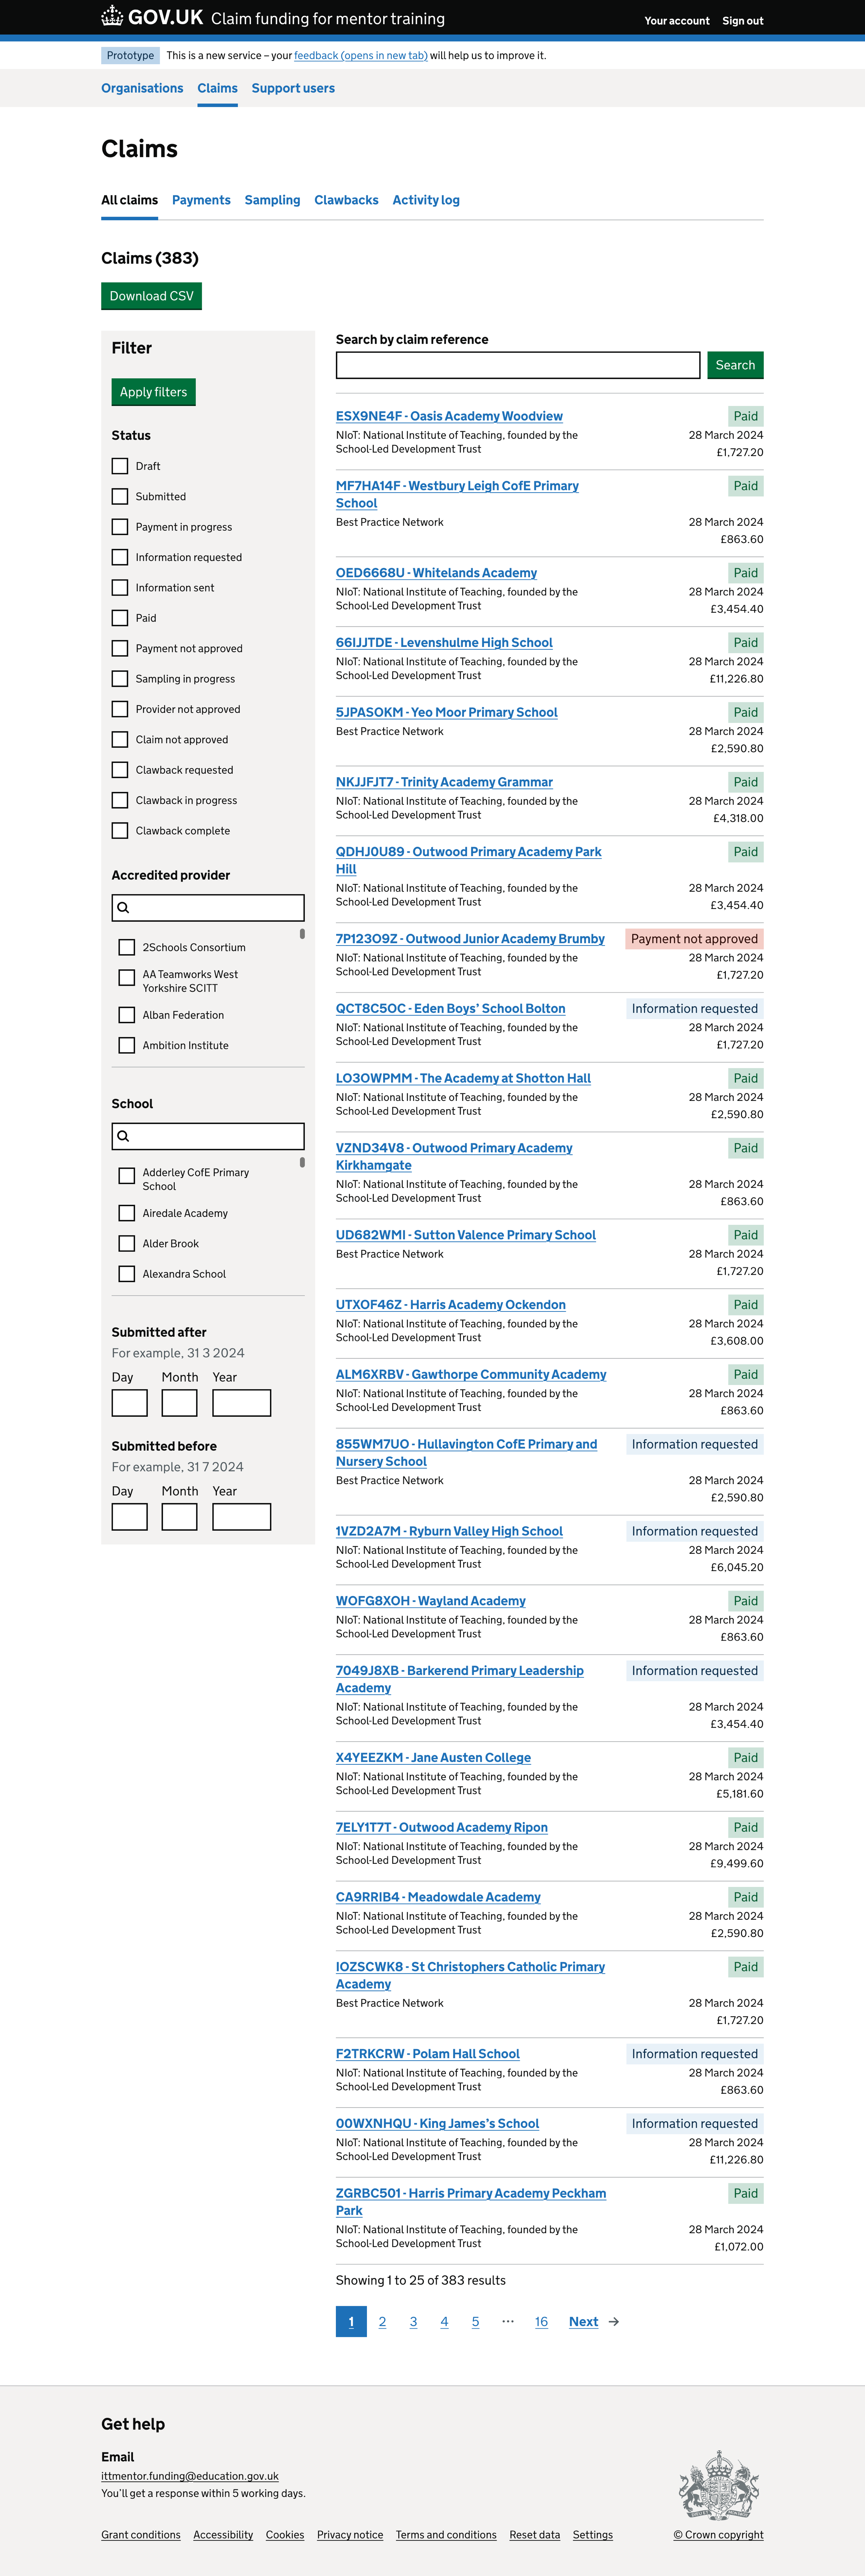 GOV.UK Claim funding for mentor training
Your account Sign out
Prototype This is a new service – your feedback (opens in new tab) will help us to improve it.
Organisations Claims Support users
Claims
All claims Payments Sampling Clawbacks Activity log
Claims (383)
Download CSV
Filter
Apply filters
Status
Draft
Submitted
Payment in progress
Information requested
Information sent
Paid
Payment not approved
Sampling in progress
Provider not approved
Claim not approved
Clawback requested
Clawback in progress
Clawback complete
Accredited provider
2Schools Consortium
AA Teamworks West
Yorkshire SCITT
Alban Federation
Ambition Institute
School
Adderley CofE Primary
School
Airedale Academy
Alder Brook
Alexandra School
Submitted after
For example, 31 3 2024
Day Month Year
Submitted before
For example, 31 7 2024
Day Month Year
Search by claim reference
Search
ESX9NE4F - Oasis Academy Woodview Paid
NIoT: National Institute of Teaching, founded by the 28 March 2024
School-Led Development Trust £1,727.20
MF7HA14F - Westbury Leigh CofE Primary Paid
School
Best Practice Network 28 March 2024
£863.60
OED6668U - Whitelands Academy Paid
NIoT: National Institute of Teaching, founded by the 28 March 2024
School-Led Development Trust £3,454.40
66IJJTDE - Levenshulme High School Paid
NIoT: National Institute of Teaching, founded by the 28 March 2024
School-Led Development Trust £11,226.80
5JPASOKM - Yeo Moor Primary School Paid
Best Practice Network 28 March 2024
£2,590.80
NKJJFJT7 - Trinity Academy Grammar Paid
NIoT: National Institute of Teaching, founded by the 28 March 2024
School-Led Development Trust £4,318.00
QDHJ0U89 - Outwood Primary Academy Park Paid
Hill
NIoT: National Institute of Teaching, founded by the 28 March 2024
School-Led Development Trust £3,454.40
7P123O9Z - Outwood Junior Academy Brumby Payment not approved
NIoT: National Institute of Teaching, founded by the 28 March 2024
School-Led Development Trust £1,727.20
QCT8C5OC - Eden Boys’ School Bolton Information requested
NIoT: National Institute of Teaching, founded by the 28 March 2024
School-Led Development Trust £1,727.20
LO3OWPMM - The Academy at Shotton Hall Paid
NIoT: National Institute of Teaching, founded by the 28 March 2024
School-Led Development Trust £2,590.80
VZND34V8 - Outwood Primary Academy Paid
Kirkhamgate
NIoT: National Institute of Teaching, founded by the 28 March 2024
School-Led Development Trust £863.60
UD682WMI - Sutton Valence Primary School Paid
Best Practice Network 28 March 2024
£1,727.20
UTXOF46Z - Harris Academy Ockendon Paid
NIoT: National Institute of Teaching, founded by the 28 March 2024
School-Led Development Trust £3,608.00
ALM6XRBV - Gawthorpe Community Academy Paid
NIoT: National Institute of Teaching, founded by the 28 March 2024
School-Led Development Trust £863.60
855WM7UO - Hullavington CofE Primary and Information requested
Nursery School
Best Practice Network 28 March 2024
£2,590.80
1VZD2A7M - Ryburn Valley High School Information requested
NIoT: National Institute of Teaching, founded by the 28 March 2024
School-Led Development Trust £6,045.20
WOFG8XOH - Wayland Academy Paid
NIoT: National Institute of Teaching, founded by the 28 March 2024
School-Led Development Trust £863.60
7049J8XB - Barkerend Primary Leadership Information requested
Academy
NIoT: National Institute of Teaching, founded by the 28 March 2024
School-Led Development Trust £3,454.40
X4YEEZKM - Jane Austen College Paid
NIoT: National Institute of Teaching, founded by the 28 March 2024
School-Led Development Trust £5,181.60
7ELY1T7T - Outwood Academy Ripon Paid
NIoT: National Institute of Teaching, founded by the 28 March 2024
School-Led Development Trust £9,499.60
CA9RRIB4 - Meadowdale Academy Paid
NIoT: National Institute of Teaching, founded by the 28 March 2024
School-Led Development Trust £2,590.80
IOZSCWK8 - St Christophers Catholic Primary Paid
Academy
Best Practice Network 28 March 2024
£1,727.20
F2TRKCRW - Polam Hall School Information requested
NIoT: National Institute of Teaching, founded by the 28 March 2024
School-Led Development Trust £863.60
00WXNHQU - King James’s School Information requested
NIoT: National Institute of Teaching, founded by the 28 March 2024
School-Led Development Trust £11,226.80
ZGRBC501 - Harris Primary Academy Peckham Paid
Park
NIoT: National Institute of Teaching, founded by the 28 March 2024
School-Led Development Trust £1,072.00
Showing 1 to 25 of 383 results
1 2 3 4 5 ⋯ 16 Next →
Get help
Email
ittmentor.funding@education.gov.uk
You’ll get a response within 5 working days.
Grant conditions Accessibility Cookies Privacy notice Terms and conditions Reset data Settings © Crown copyright